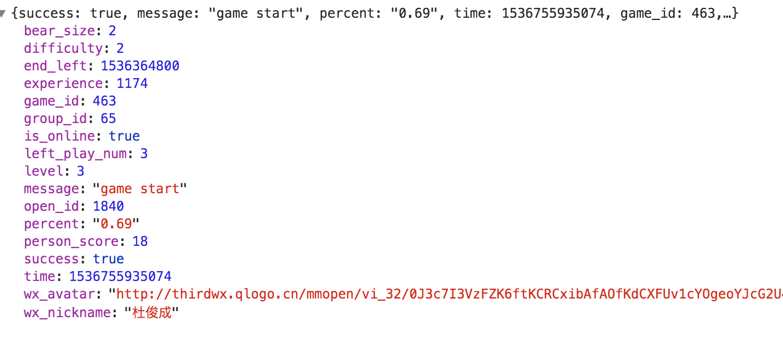 {success: true, message: "game start", percent: "0.69", time: 1536755935074, game_id: 463,…}
bear_size: 2
difficulty: 2
end_left: 1536364800
experience: 1174
game_id: 463
group_id: 65
is_online: true
left_play_num: 3
level: 3
message: "game start"
open_id: 1840
percent: "0.69"
person_score: 18
success: true
time: 1536755935074
wx_avatar: "http://thirdwx.qlogo.cn/mmopen/vi_32/0J3c7I3VzFZK6ftKCRCxibAfAOfKdCXFUv1cYOgeoYJcG2U
wx_nickname: "杜俊成"